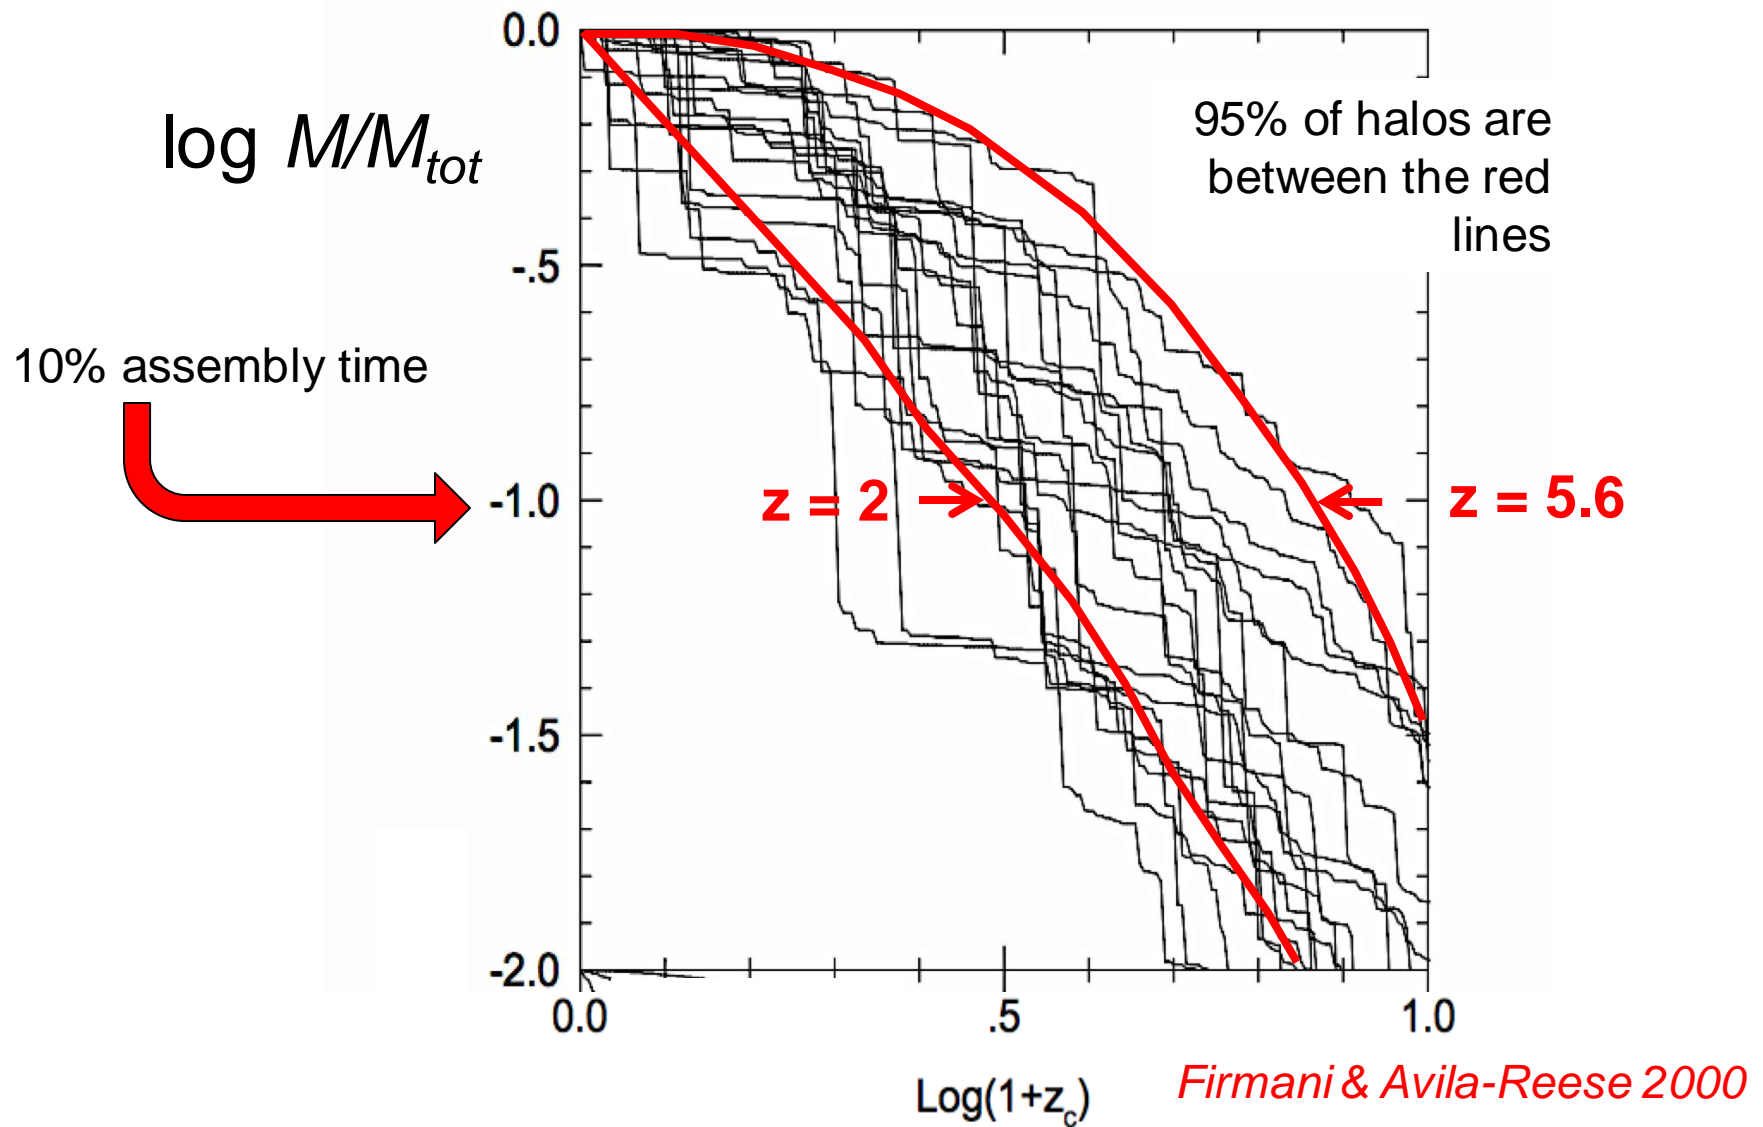 0.0
log M/Mtot
95% of halos are
between the red
lines
-.5
10% assembly time
-1.0
z = 2
z = 5.6
-1.5
-2.0
0.0
.5
1.0
Log(1+zc)
Firmani & Avila-Reese 2000